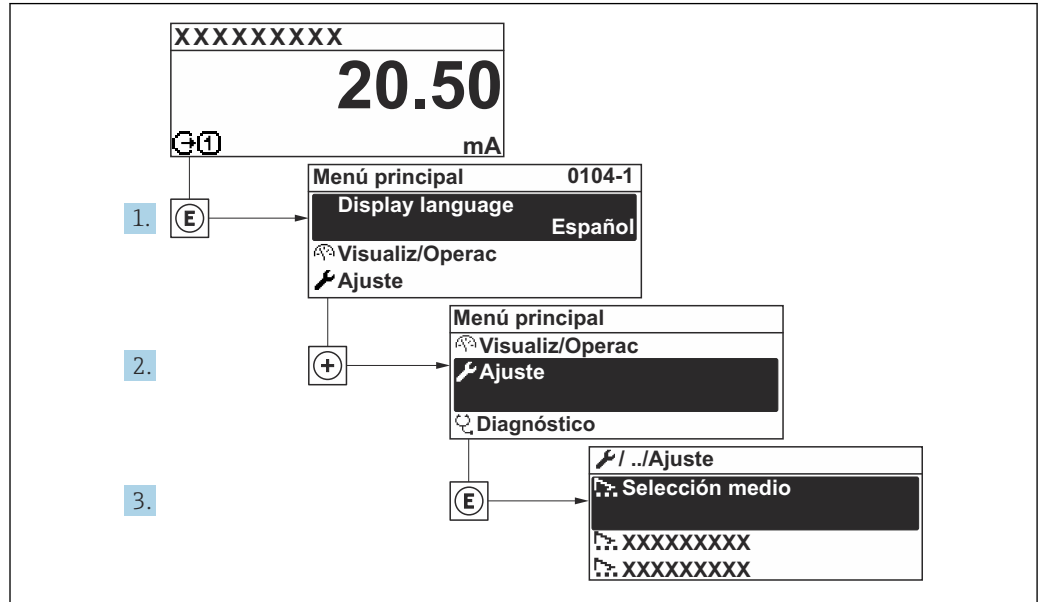 XXXXXXXXX
20.50
1 mA
1. E
Menú principal 0104-1
Display language
Español
Visualiz/Operac
Ajuste
2. +
Menú principal
Visualiz/Operac
Ajuste
Diagnóstico
3. E
/ ../Ajuste
Selección medio
XXXXXXXXX
XXXXXXXXX